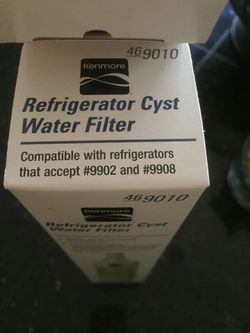 469010
Kenmore
Refrigerator Cyst
Water Filter
Compatible with refrigerators
that accept #9902 and #9908
469010
Kenmore
Refrigerator Cyst
Water Filter